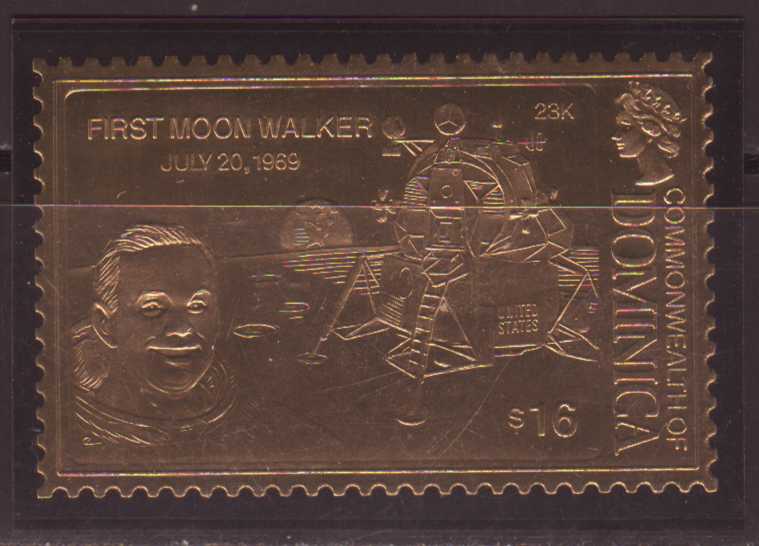 FIRST MOON WALKER
JULY 20, 1969
23K
COMMONWEALTH OF
DOMINICA
UNITED
STATES
$16